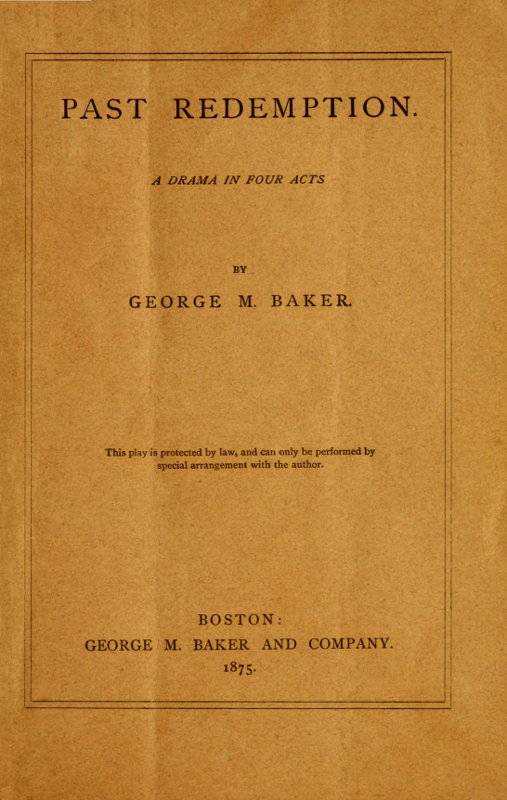 PAST REDEMPTION.
A DRAMA IN FOUR ACTS
BY
GEORGE M. BAKER.
This play is protected by law, and can only be performed by
special arrangement with the author.
BOSTON:
GEORGE M. BAKER AND COMPANY.
1875.